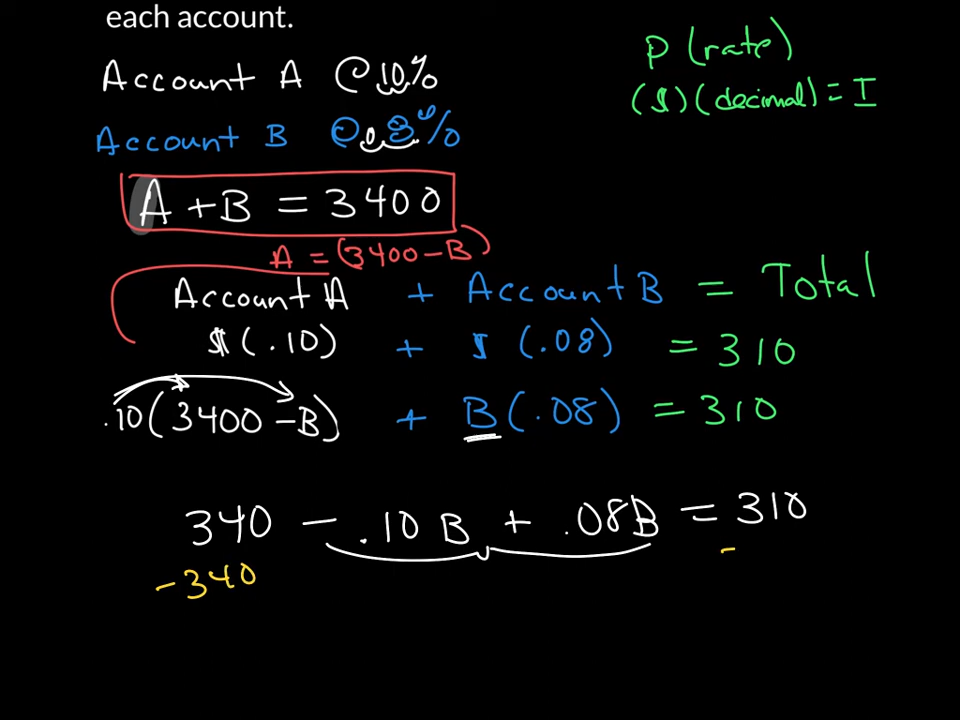 each account.
Account A @ .10.%
P (rate)
($)(decimal) = I
Account B @ .8%
A + B = 3400
A = (3400 - B)
Account A + Account B = Total
$(.10) + $(.08) = 310
.10(3400 - B) + B(.08) = 310
340 - .10B + .08B = 310
-340 -